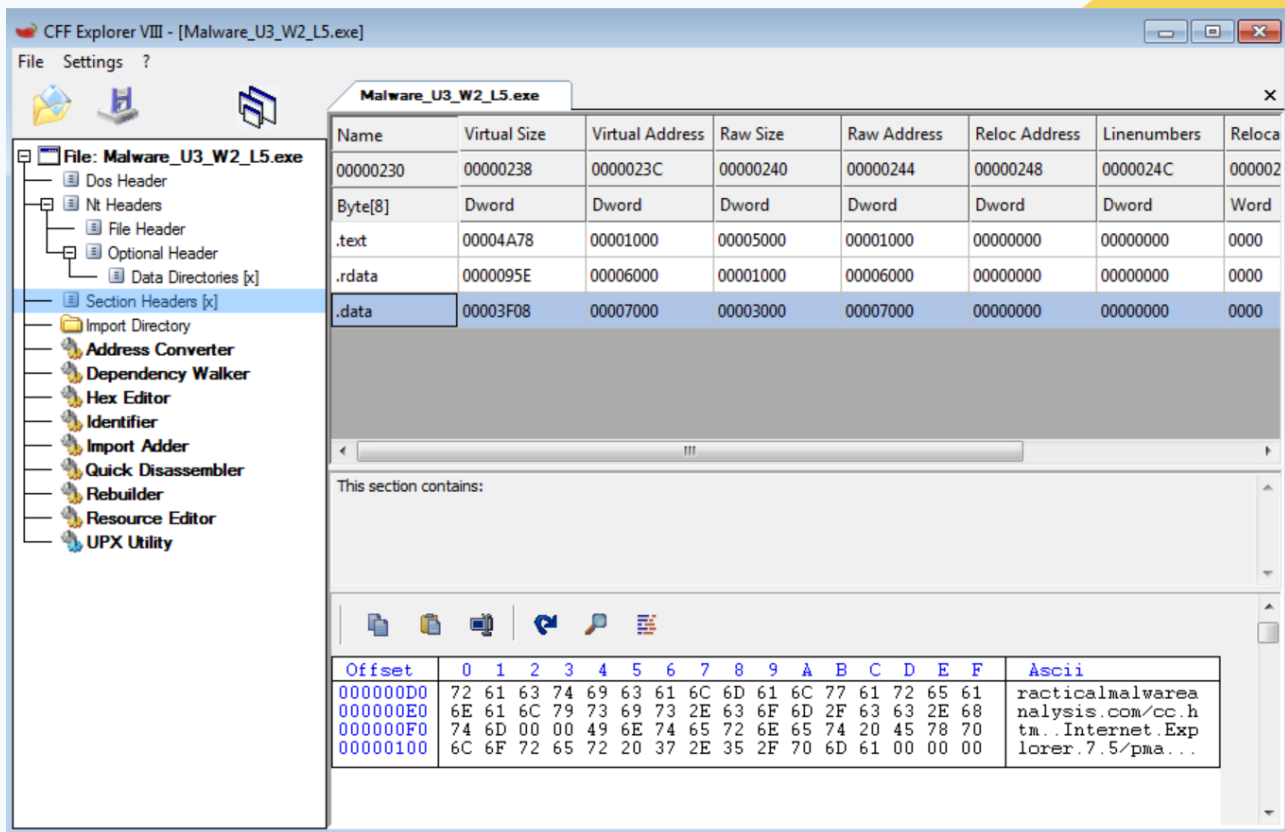 CFF Explorer VIII - [Malware_U3_W2_L5.exe]
File Settings ?
Malware_U3_W2_L5.exe
File: Malware_U3_W2_L5.exe
Dos Header
Nt Headers
File Header
Optional Header
Data Directories [x]
Section Headers [x]
Import Directory
Address Converter
Dependency Walker
Hex Editor
Identifier
Import Adder
Quick Disassembler
Rebuilder
Resource Editor
UPX Utility
Name Virtual Size Virtual Address Raw Size Raw Address Reloc Address Linenumbers Reloca
00000230 00000238 0000023C 00000240 00000244 00000248 0000024C 000002
Byte[8] Dword Dword Dword Dword Dword Dword Word
.text 00004A78 00001000 00005000 00001000 00000000 00000000 0000
.rdata 0000095E 00006000 00001000 00006000 00000000 00000000 0000
.data 00003F08 00007000 00003000 00007000 00000000 00000000 0000
This section contains:
Offset 0 1 2 3 4 5 6 7 8 9 A B C D E F Ascii
000000D0 72 61 63 74 69 63 61 6C 6D 61 6C 77 61 72 65 61 racticalmalwarea
000000E0 6E 61 6C 79 73 69 73 2E 63 6F 6D 2F 63 63 2E 68 nalysis.com/cc.h
000000F0 74 6D 00 00 49 6E 74 65 72 6E 65 74 20 45 78 70 tm..Internet.Exp
00000100 6C 6F 72 65 72 20 37 2E 35 2F 70 6D 61 00 00 00 lorer.7.5/pma...